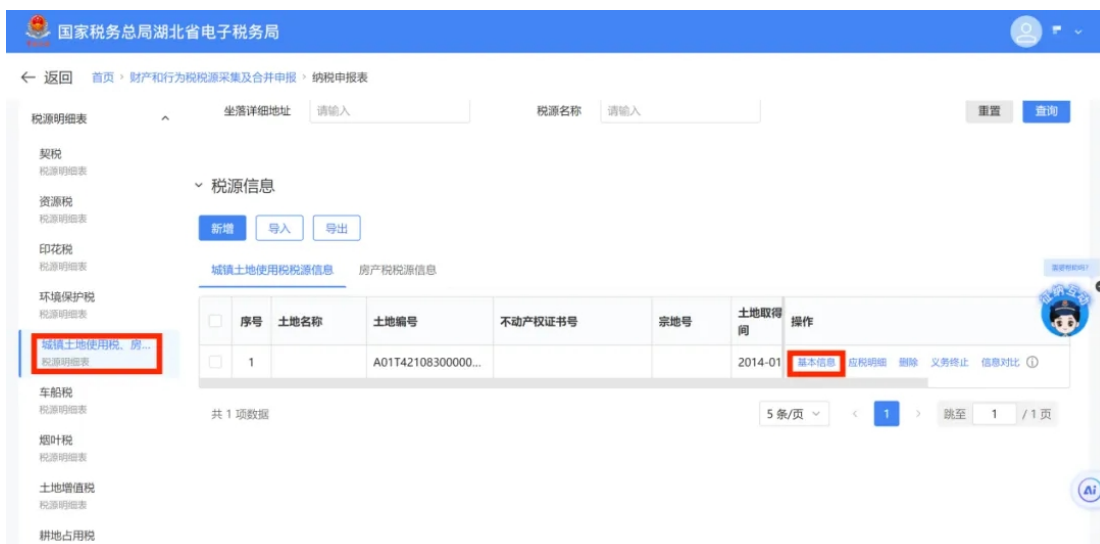 国家税务总局湖北省电子税务局
← 返回 首页 › 财产和行为税税源采集及合并申报 › 纳税申报表
税源明细表 坐落详细地址 请输入 税源名称 请输入 重置 查询
契税
税源明细表
税源信息
资源税
税源明细表
新增 导入 导出
印花税
税源明细表
城镇土地使用税税源信息 房产税税源信息
环境保护税
税源明细表
序号 土地名称 土地编号 不动产权证书号 宗地号 土地取得
间 操作
城镇土地使用税、房...
税源明细表
1 A01T42108300000... 2014-01 基本信息 应税明细 删除 义务终止 信息对比
车船税
税源明细表
共 1 项数据 5 条/页 ‹ 1 › 跳至 1 / 1 页
烟叶税
税源明细表
土地增值税
税源明细表
Ai
耕地占用税
征纳互动